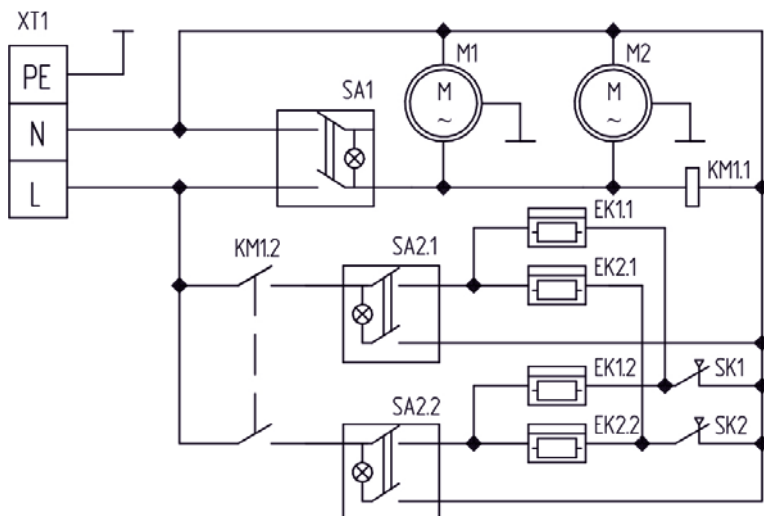 XT1
PE
N
L
SA1
M1
M
~
M2
M
~
KM1.1
KM1.2
SA2.1
EK1.1
EK2.1
EK1.2
SK1
SA2.2
EK2.2
SK2